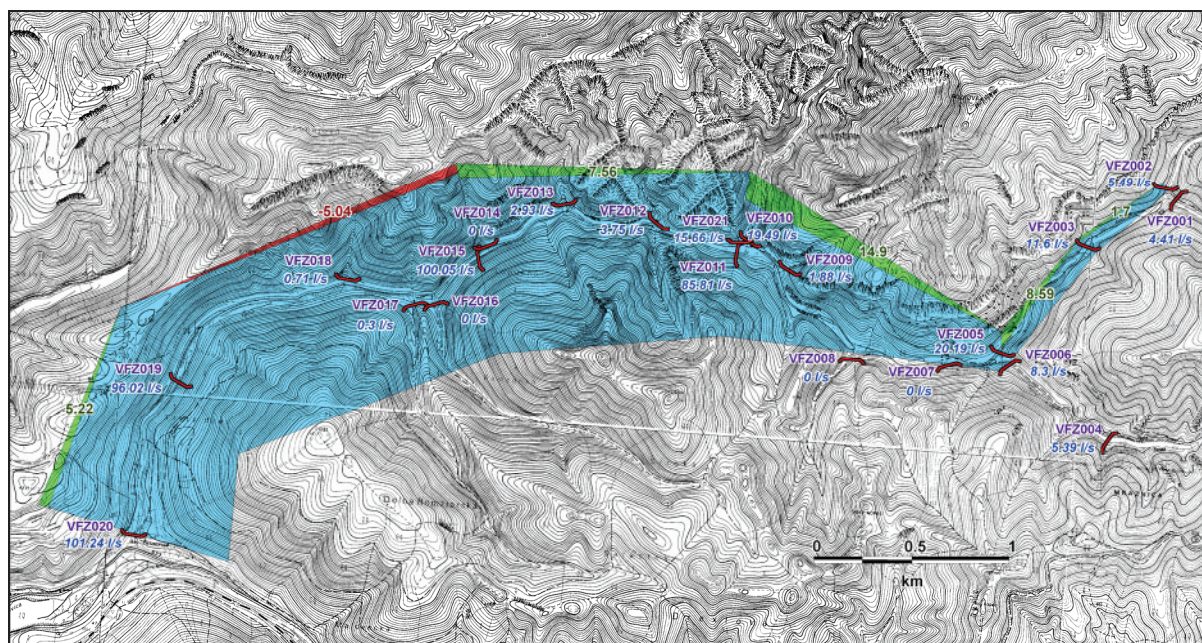 VFZ002
5.49 l/s
7.56
VFZ013
2.93 l/s
-5.04
VFZ014
0 l/s
VFZ012
3.75 l/s
VFZ021
15.66 l/s
VFZ010
19.49 l/s
1.7
VFZ001
4.41 l/s
VFZ003
11.6 l/s
14.9
VFZ015
100.05 l/s
VFZ018
0.71 l/s
VFZ011
85.81 l/s
VFZ009
1.88 l/s
8.59
VFZ017
0.3 l/s
VFZ016
0 l/s
VFZ005
20.19 l/s
VFZ008
0 l/s
VFZ007
0 l/s
VFZ006
8.3 l/s
VFZ019
96.02 l/s
5.22
VFZ004
5.39 l/s
MRAZNICA
VFZ020
101.24 l/s
0 0.5 1
km